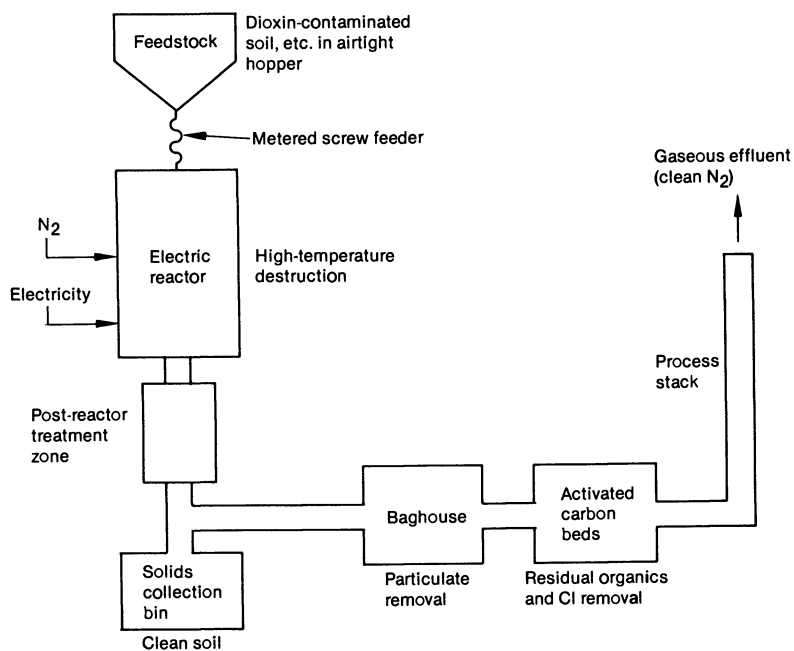 Feedstock
Dioxin-contaminated
soil, etc. in airtight
hopper
Metered screw feeder
Gaseous effluent
(clean N₂)
N₂
Electric
reactor
High-temperature
destruction
Electricity
Process
stack
Post-reactor
treatment
zone
Baghouse
Activated
carbon
beds
Solids
collection
bin
Particulate
removal
Residual organics
and Cl removal
Clean soil